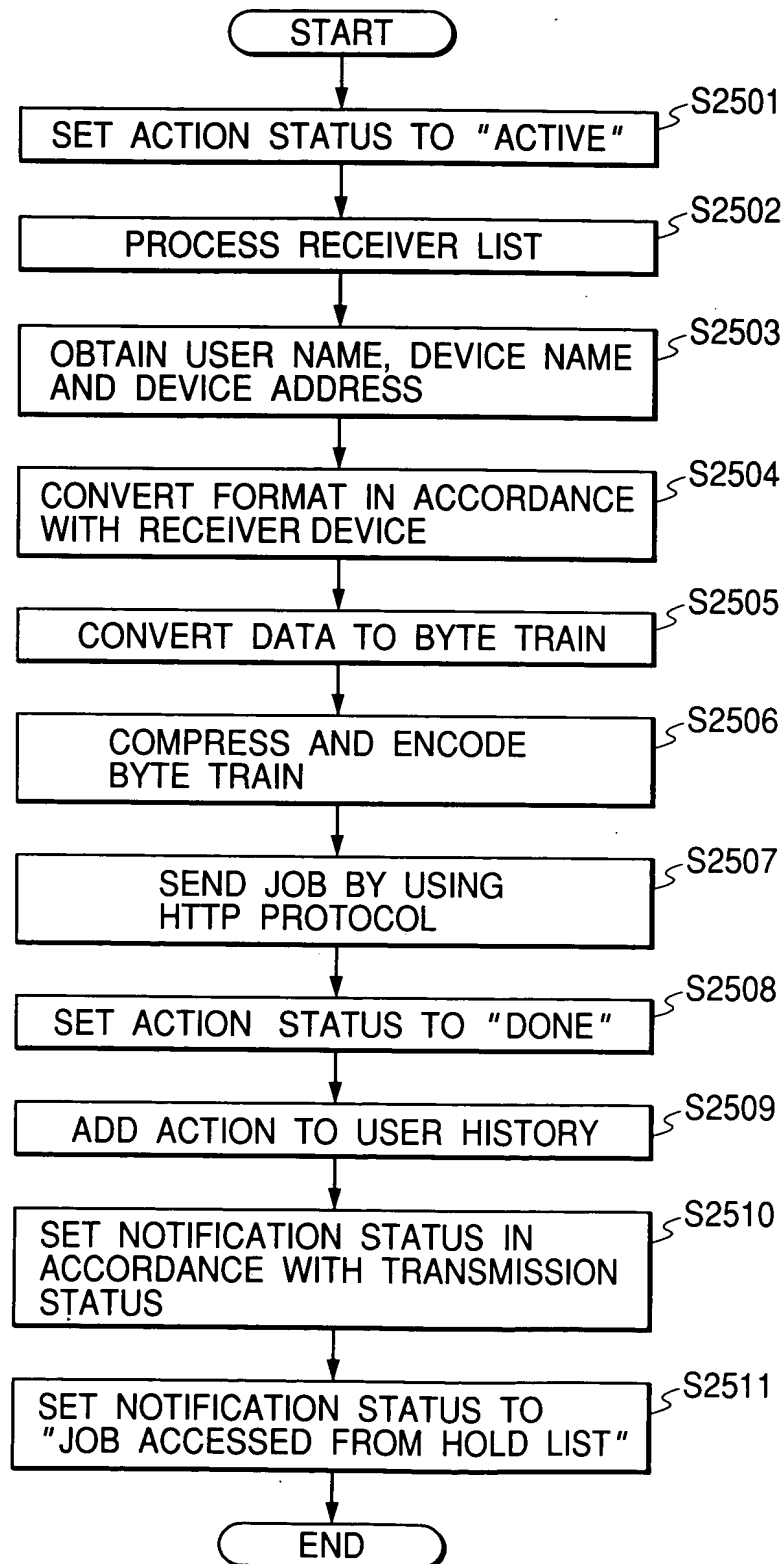 START
S2501
SET ACTION STATUS TO "ACTIVE"
S2502
PROCESS RECEIVER LIST
S2503
OBTAIN USER NAME, DEVICE NAME
AND DEVICE ADDRESS
S2504
CONVERT FORMAT IN ACCORDANCE
WITH RECEIVER DEVICE
S2505
CONVERT DATA TO BYTE TRAIN
S2506
COMPRESS AND ENCODE
BYTE TRAIN
S2507
SEND JOB BY USING
HTTP PROTOCOL
S2508
SET ACTION STATUS TO "DONE"
S2509
ADD ACTION TO USER HISTORY
S2510
SET NOTIFICATION STATUS IN
ACCORDANCE WITH TRANSMISSION
STATUS
S2511
SET NOTIFICATION STATUS TO
"JOB ACCESSED FROM HOLD LIST"
END